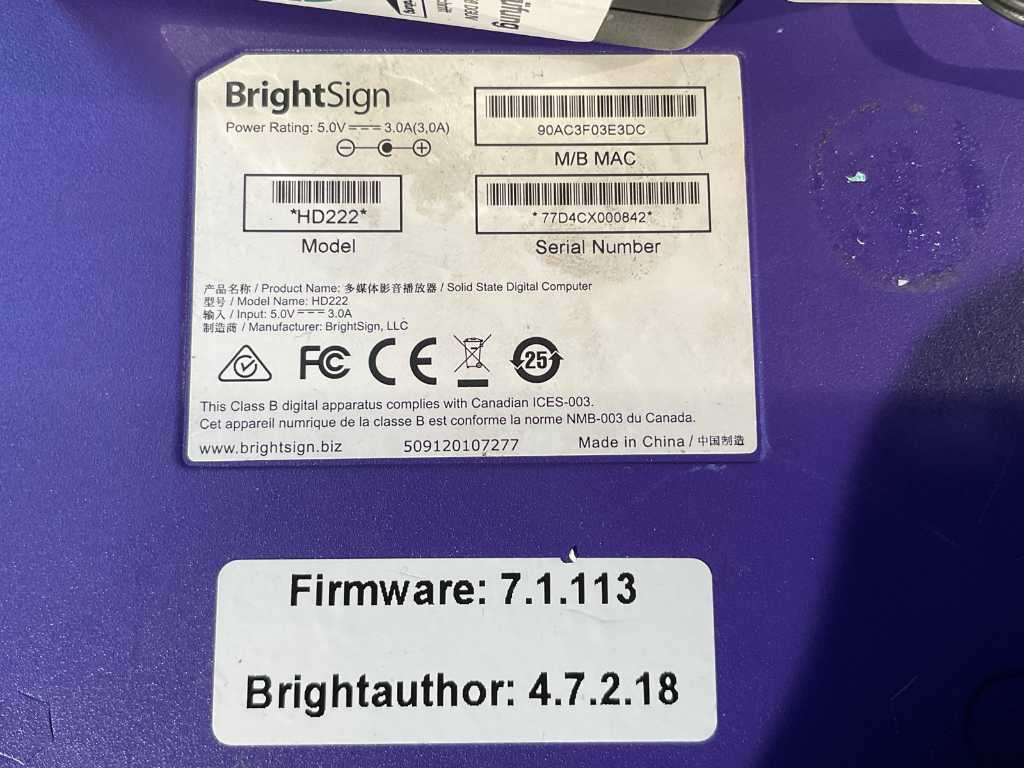 BrightSign
Power Rating: 5.0V⎓3.0A(3,0A)
90AC3F03E3DC
M/B MAC
*HD222*
Model
*77D4CX000842*
Serial Number
产品名称 / Product Name: 多媒体影音播放器 / Solid State Digital Computer
型号 / Model Name: HD222
输入 / Input: 5.0V⎓3.0A
制造商 / Manufacturer: BrightSign, LLC
FC CE 25
This Class B digital apparatus complies with Canadian ICES-003.
Cet appareil numrique de la classe B est conforme la norme NMB-003 du Canada.
www.brightsign.biz 509120107277 Made in China / 中国制造
Firmware: 7.1.113
Brightauthor: 4.7.2.18